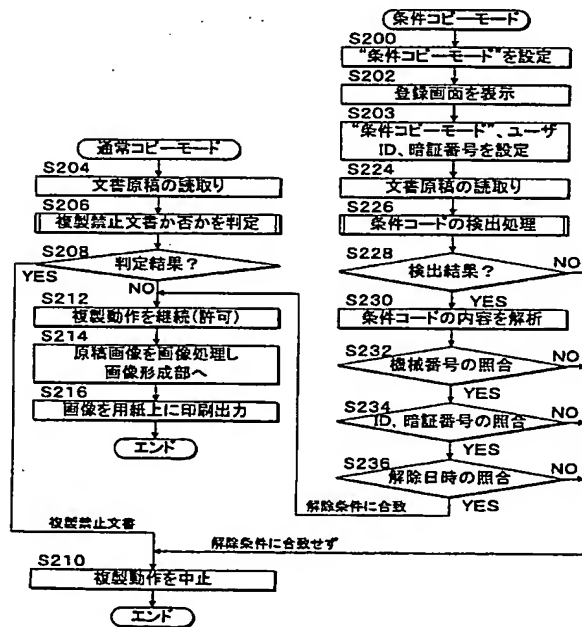 通常コピーモード
S204
文書原稿の読取り
S206
複製禁止文書か否かを判定
S208
判定結果?
YES
NO
S212
複製動作を継続(許可)
S214
原稿画像を画像処理し
画像形成部へ
S216
画像を用紙上に印刷出力
エンド
複製禁止文書
S210
複製動作を中止
エンド
条件コピーモード
S200
“条件コピーモード”を設定
S202
登録画面を表示
S203
“条件コピーモード”、ユーザ
ID、暗証番号を設定
S224
文書原稿の読取り
S226
条件コードの検出処理
S228
検出結果?
NO
YES
S230
条件コードの内容を解析
S232
機械番号の照合
NO
YES
S234
ID、暗証番号の照合
NO
YES
S236
解除日時の照合
NO
YES
解除条件に合致
解除条件に合致せず